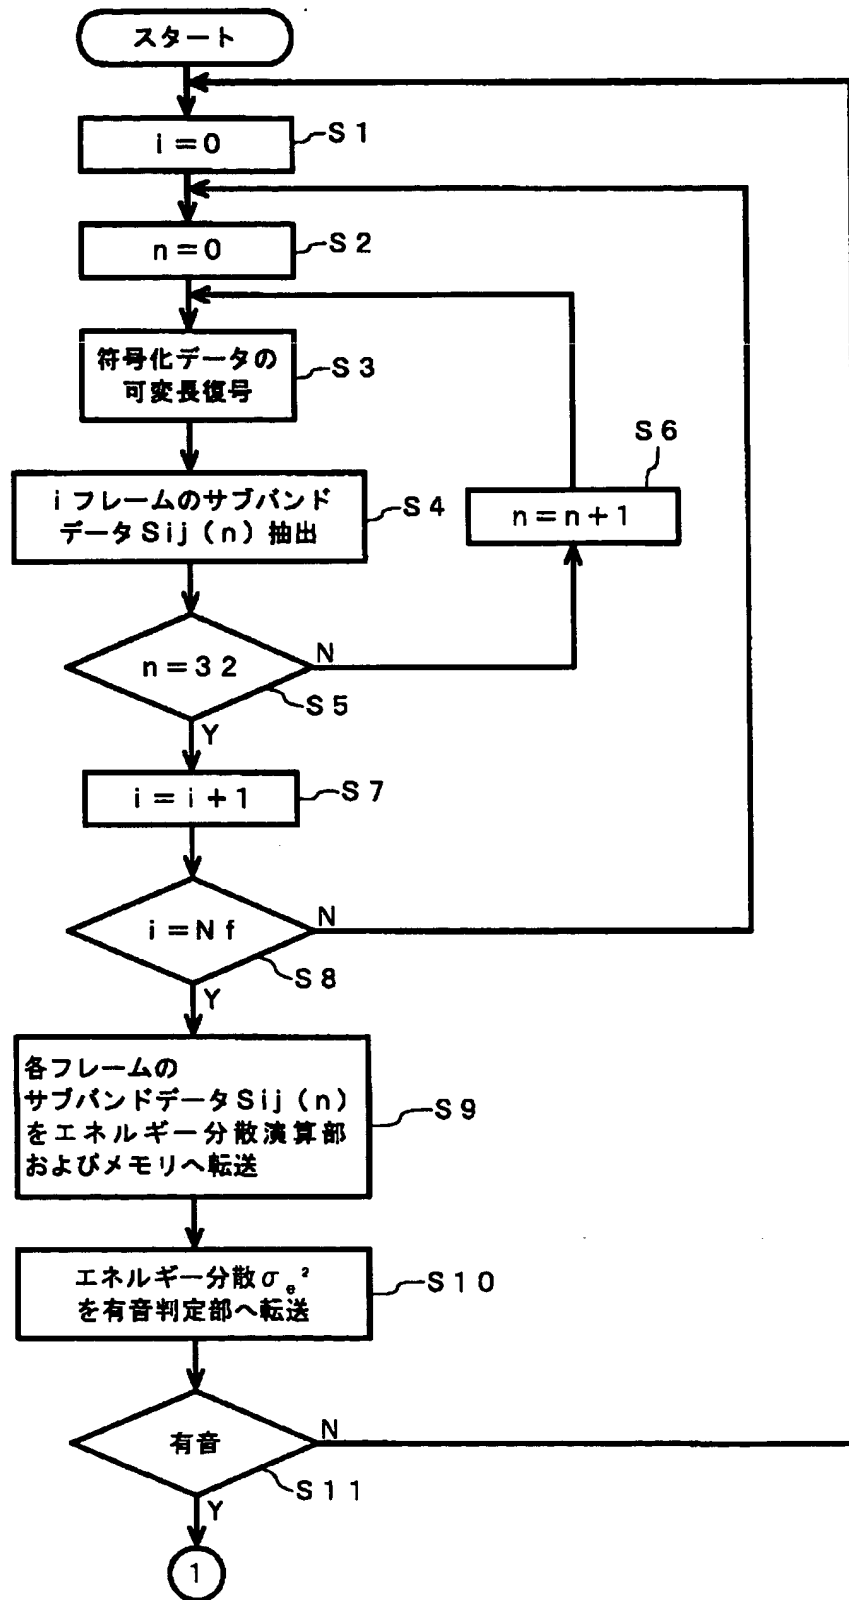 スタート
i=0
S1
n=0
S2
符号化データの
可変長復号
S3
S6
iフレームのサブバンド
データSij(n)抽出
S4
n=n+1
n=32
N
S5
Y
i=i+1
S7
i=Nf
N
S8
Y
各フレームの
サブバンドデータSij(n)
をエネルギー分散演算部
およびメモリへ転送
S9
エネルギー分散σₑ²
を有音判定部へ転送
S10
有音
N
S11
Y
1